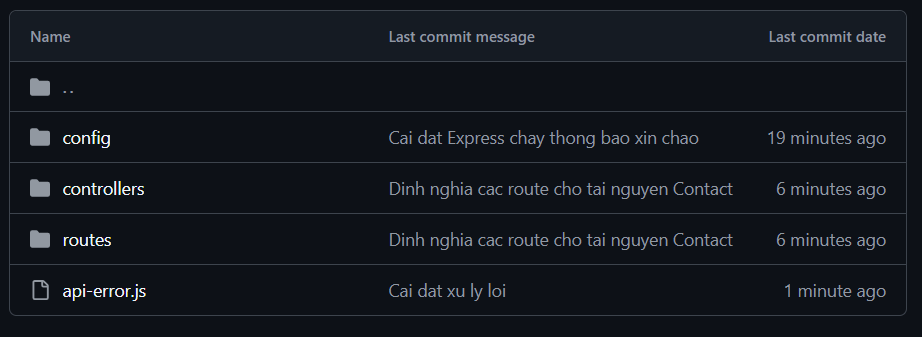 Name Last commit message Last commit date
..
config Cai dat Express chay thong bao xin chao 19 minutes ago
controllers Dinh nghia cac route cho tai nguyen Contact 6 minutes ago
routes Dinh nghia cac route cho tai nguyen Contact 6 minutes ago
api-error.js Cai dat xu ly loi 1 minute ago